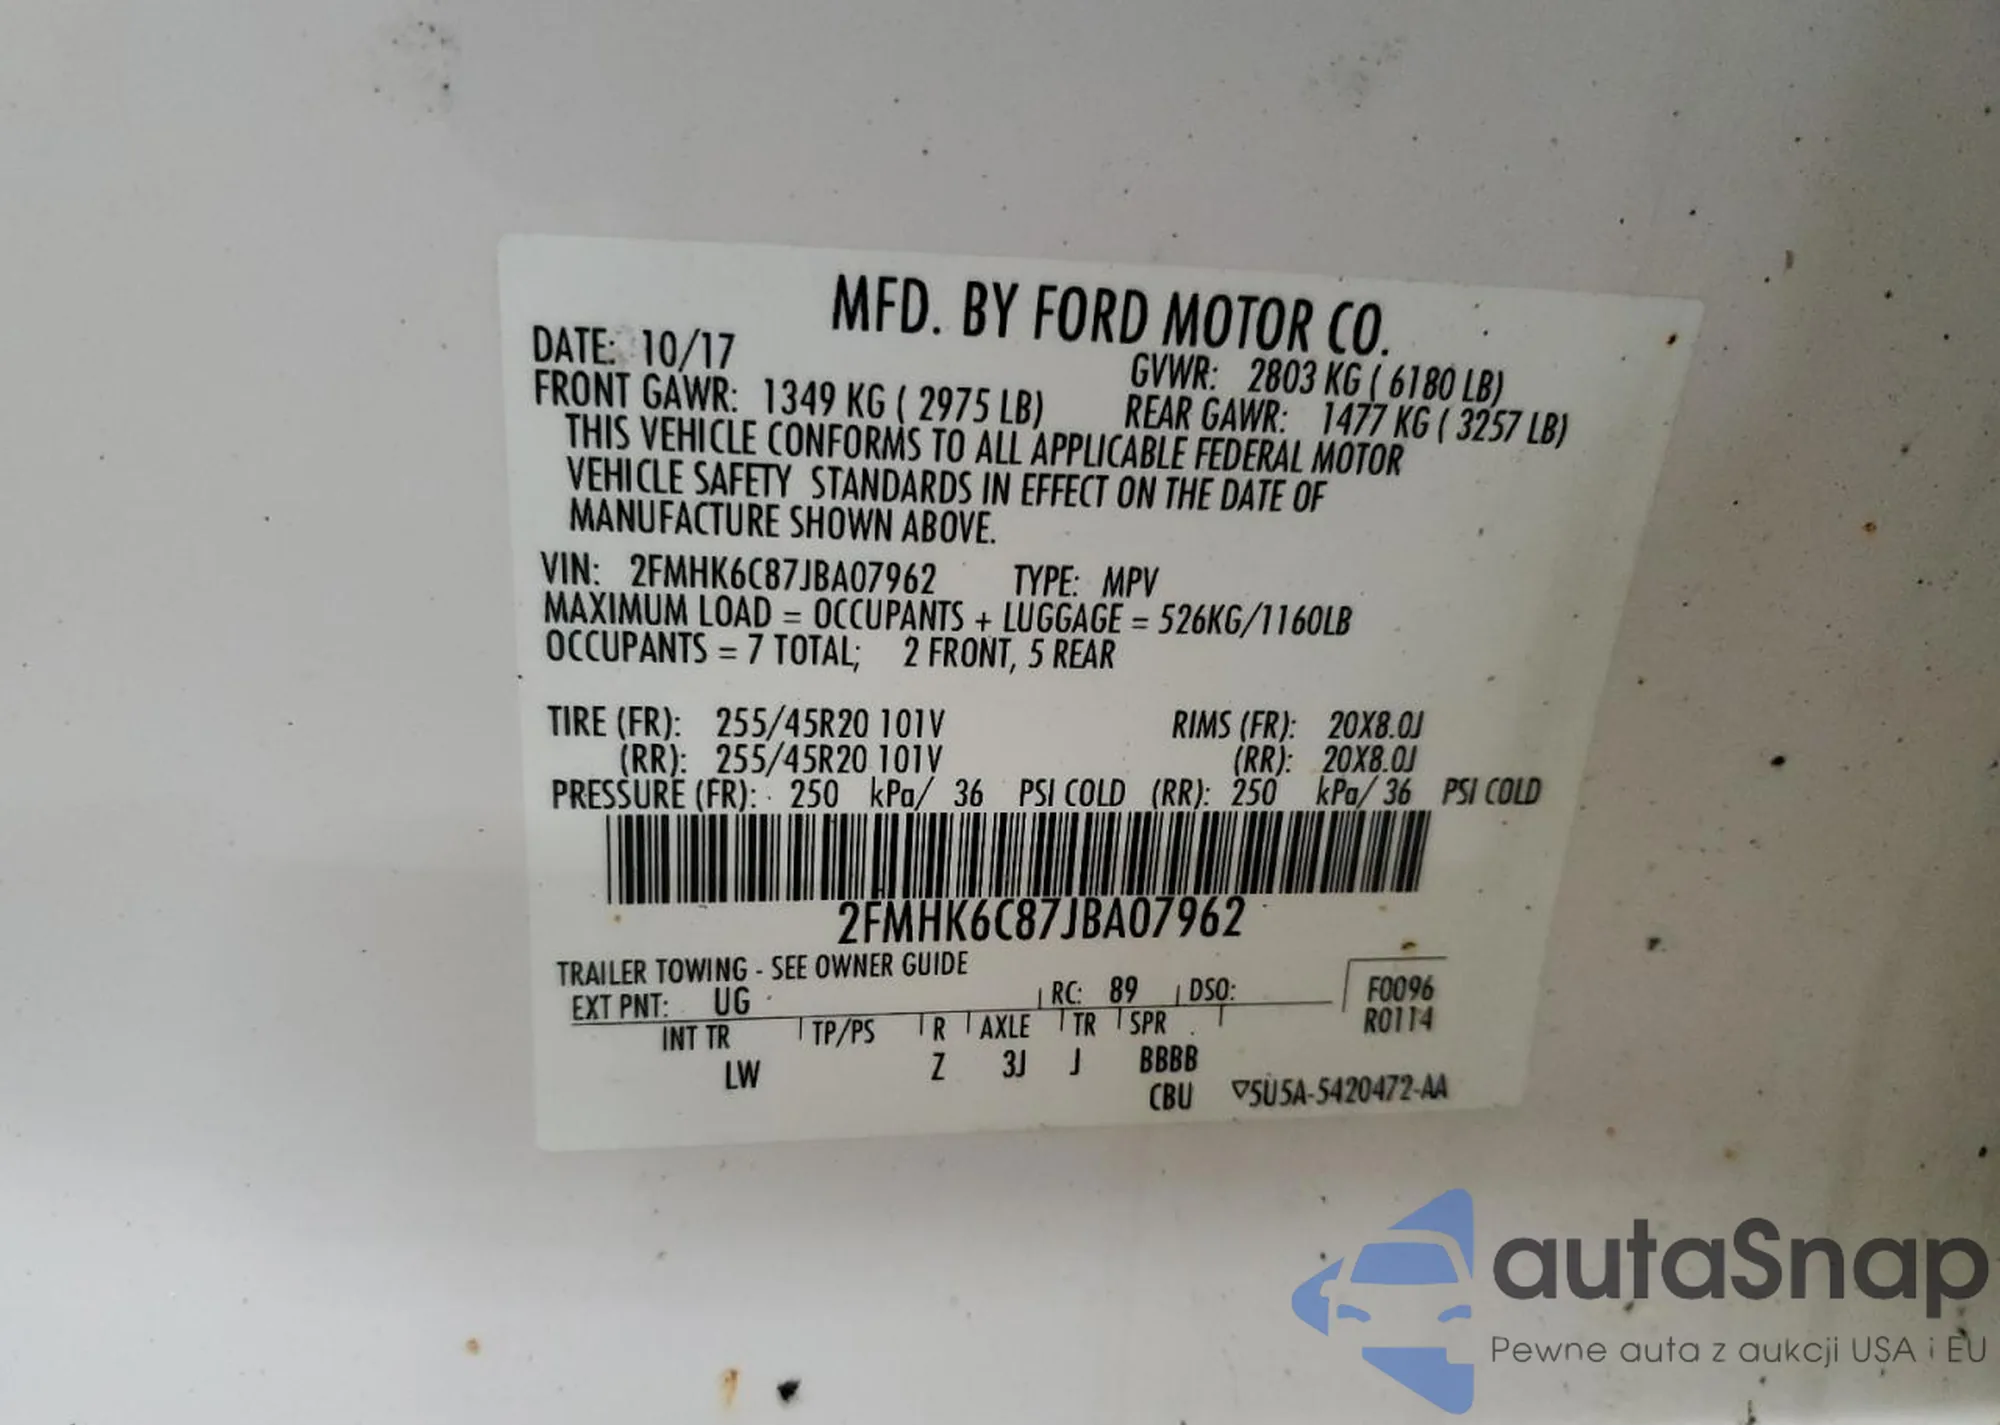 MFD. BY FORD MOTOR CO.
DATE: 10/17 GVWR: 2803 KG ( 6180 LB)
FRONT GAWR: 1349 KG ( 2975 LB) REAR GAWR: 1477 KG ( 3257 LB)
THIS VEHICLE CONFORMS TO ALL APPLICABLE FEDERAL MOTOR
VEHICLE SAFETY STANDARDS IN EFFECT ON THE DATE OF
MANUFACTURE SHOWN ABOVE.
VIN: 2FMHK6C87JBA07962 TYPE: MPV
MAXIMUM LOAD = OCCUPANTS + LUGGAGE = 526KG/1160LB
OCCUPANTS = 7 TOTAL; 2 FRONT, 5 REAR
TIRE (FR): 255/45R20 101V RIMS (FR): 20X8.0J
(RR): 255/45R20 101V (RR): 20X8.0J
PRESSURE (FR): 250 kPa/ 36 PSI COLD (RR): 250 kPa/ 36 PSI COLD
2FMHK6C87JBA07962
TRAILER TOWING - SEE OWNER GUIDE
EXT PNT: UG RC: 89 DSO: F0096
INT TR TP/PS R AXLE TR SPR R0114
LW Z 3J J BBBB
CBU ▽5U5A-5420472-AA
autaSnap
Pewne auta z aukcji USA i EU